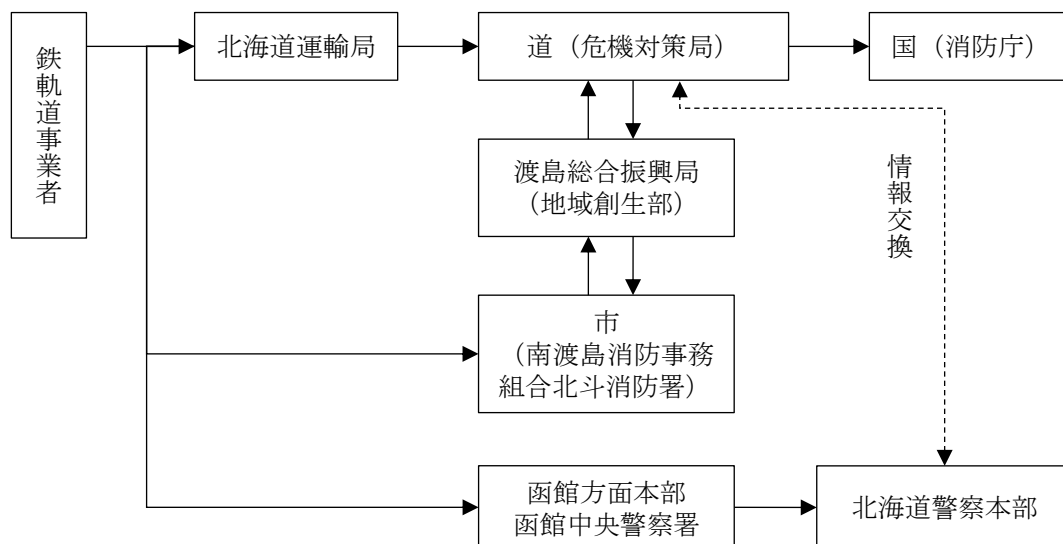 鉄軌道事業者
北海道運輸局
道（危機対策局）
国（消防庁）
渡島総合振興局
（地域創生部）
情報交換
市
（南渡島消防事務
組合北斗消防署）
函館方面本部
函館中央警察署
北海道警察本部